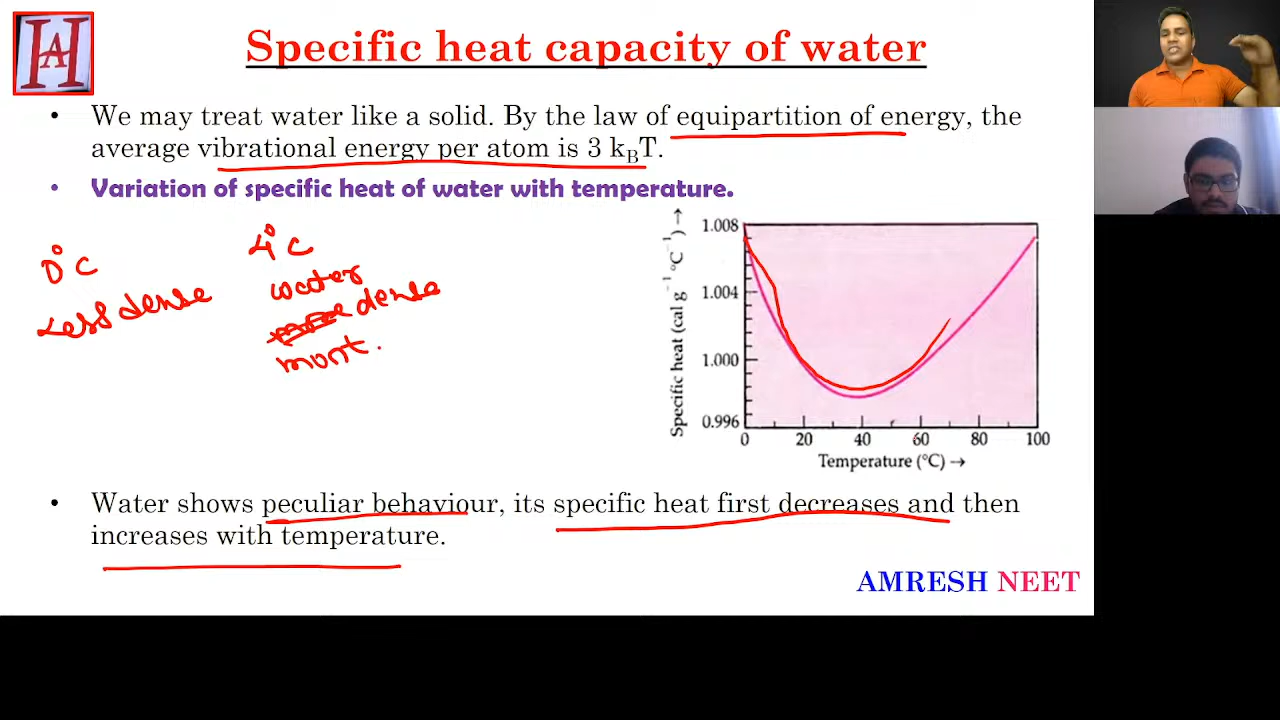 HA
Specific heat capacity of water
• We may treat water like a solid. By the law of equipartition of energy, the
average vibrational energy per atom is 3 kBT.
• Variation of specific heat of water with temperature.
0°C
Less dense
4°C
water
dense
most.
Specific heat (cal g⁻¹ °C⁻¹) →
1.008
1.004
1.000
0.996
0 20 40 60 80 100
Temperature (°C) →
• Water shows peculiar behaviour, its specific heat first decreases and then
increases with temperature.
AMRESH NEET